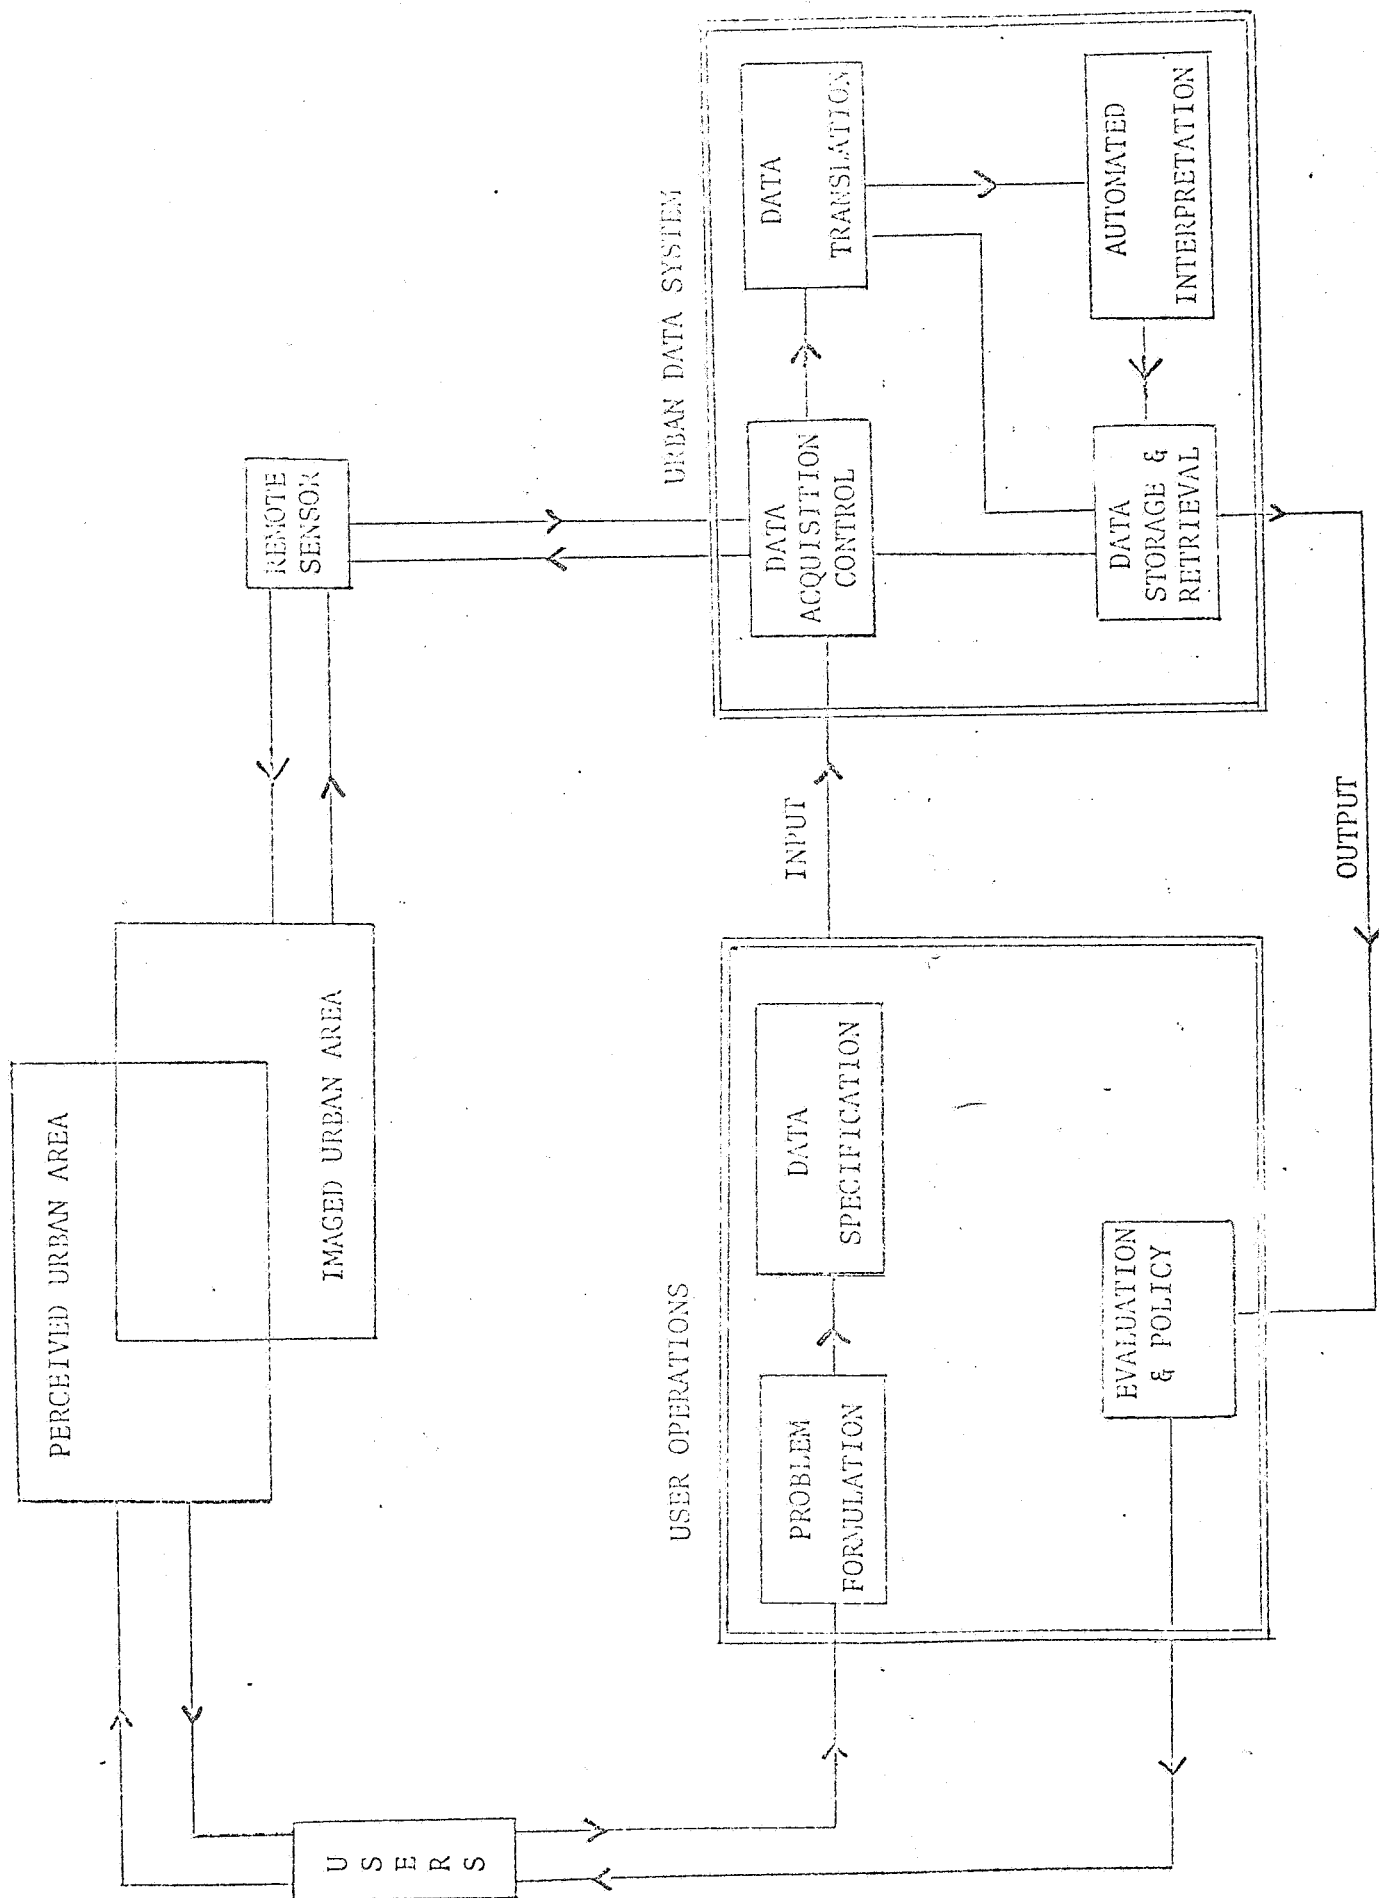 PERCEIVED URBAN AREA
IMAGED URBAN AREA
REMOTE
SENSOR
U
S
E
R
S
USER OPERATIONS
PROBLEM
FORMULATION
DATA
SPECIFICATION
EVALUATION
& POLICY
INPUT
OUTPUT
URBAN DATA SYSTEM
DATA
ACQUISITION
CONTROL
DATA
TRANSLATION
DATA
STORAGE &
RETRIEVAL
AUTOMATED
INTERPRETATION